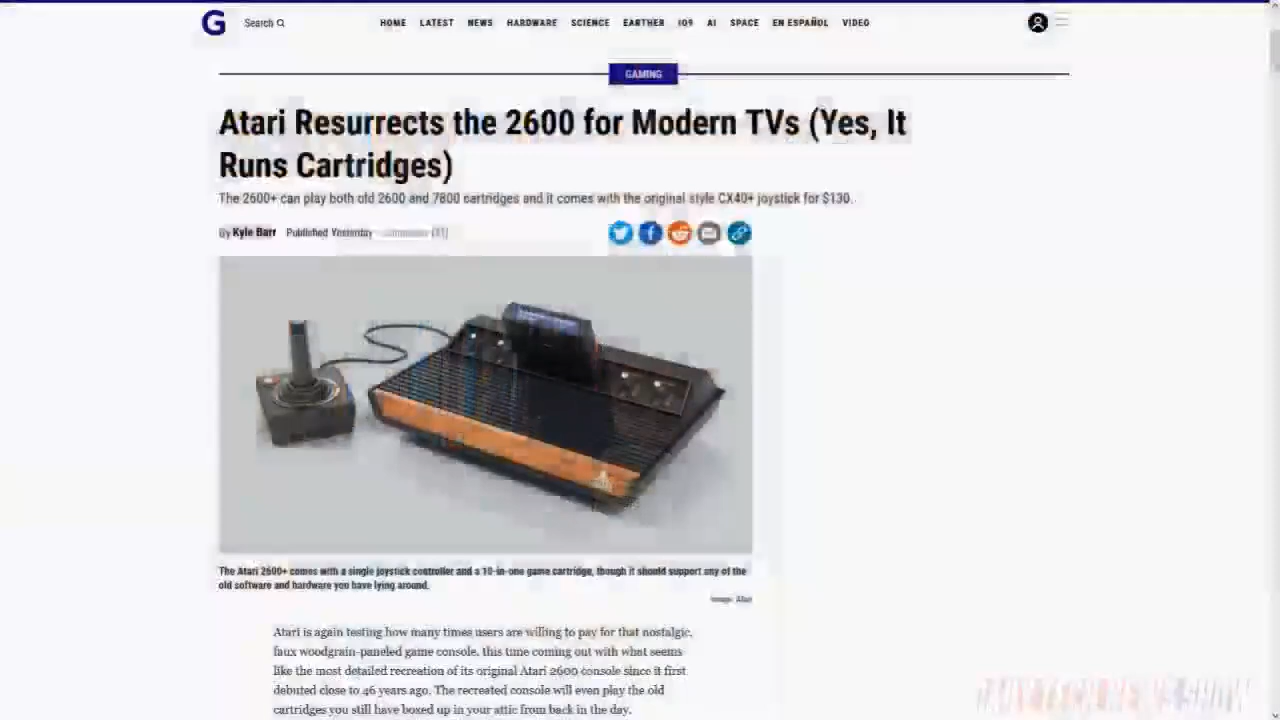 G Search HOME LATEST NEWS HARDWARE SCIENCE EARTHER IO9 AI SPACE EN ESPAÑOL VIDEO
GAMING
Atari Resurrects the 2600 for Modern TVs (Yes, It
Runs Cartridges)
The 2600+ can play both old 2600 and 7800 cartridges and it comes with the original style CX40+ joystick for $130.
By Kyle Barr Published Yesterday
The Atari 2600+ comes with a single joystick controller and a 10-in-one game cartridge, though it should support any of the
old software and hardware you have lying around.
Image: Atari
Atari is again testing how many times users are willing to pay for that nostalgic,
faux woodgrain-paneled game console, this time coming out with what seems
like the most detailed recreation of its original Atari 2600 console since it first
debuted close to 46 years ago. The recreated console will even play the old
cartridges you still have boxed up in your attic from back in the day.